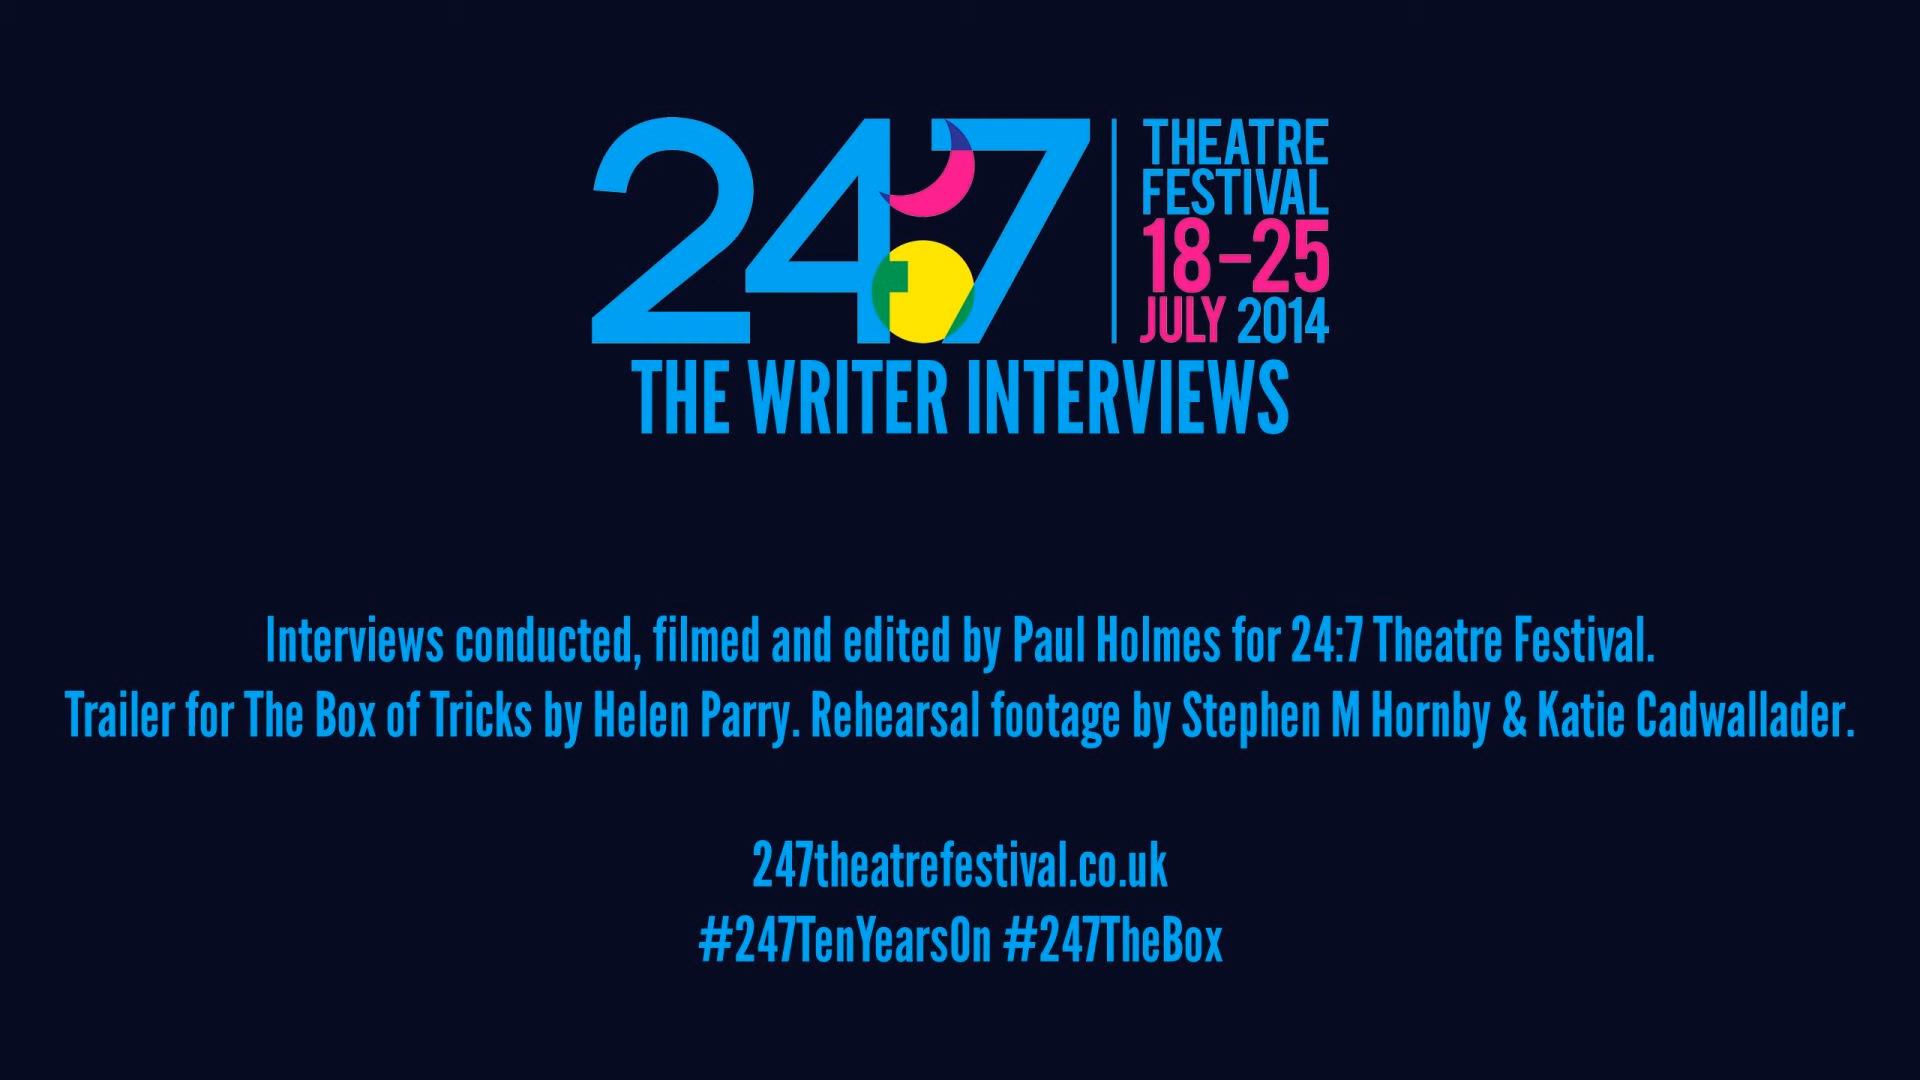 24:7
THEATRE
FESTIVAL
18–25
JULY 2014
THE WRITER INTERVIEWS
Interviews conducted, filmed and edited by Paul Holmes for 24:7 Theatre Festival.
Trailer for The Box of Tricks by Helen Parry. Rehearsal footage by Stephen M Hornby & Katie Cadwallader.
247theatrefestival.co.uk
#247TenYearsOn #247TheBox